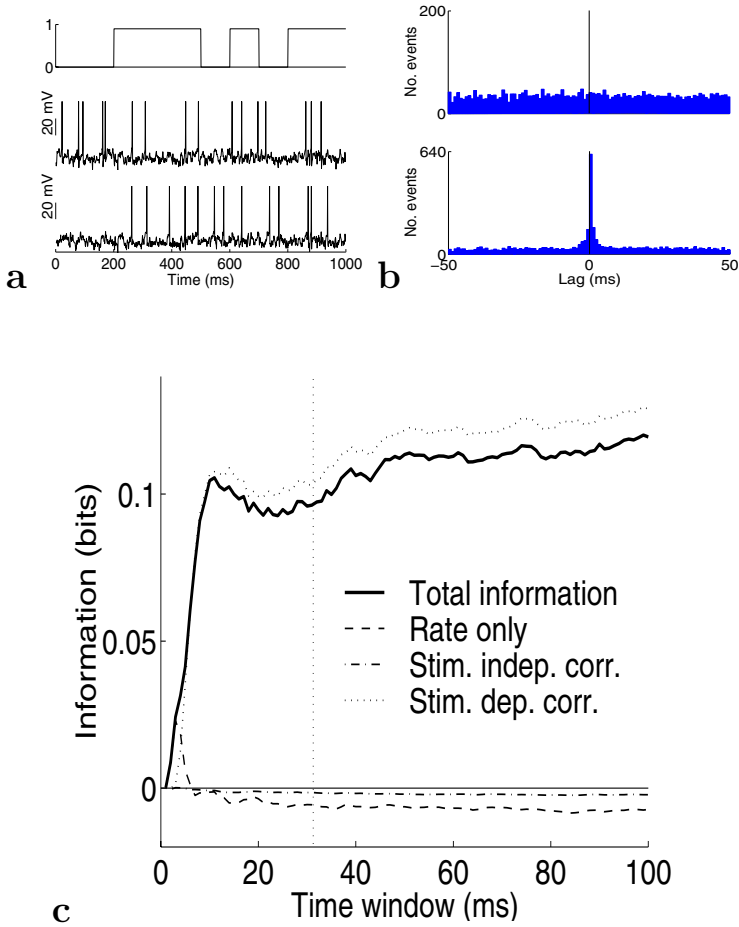 1
0
20 mV
20 mV
0 200 400 600 800 1000
Time (ms)
a
200
No. events
0
640
No. events
0
−50 0 50
Lag (ms)
b
Information (bits)
0.1
0.05
0
Total information
Rate only
Stim. indep. corr.
Stim. dep. corr.
0 20 40 60 80 100
Time window (ms)
c